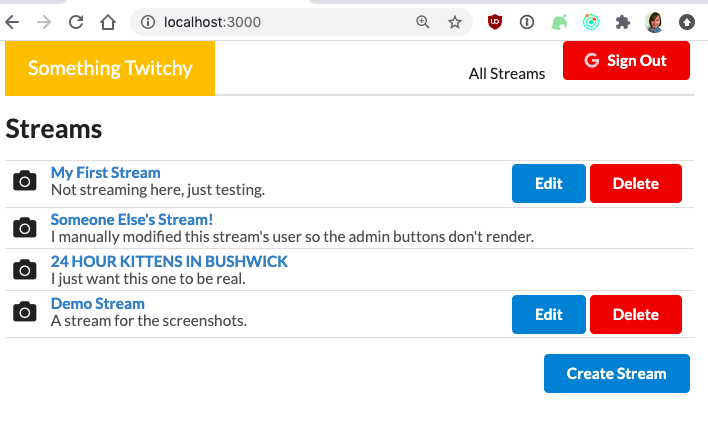 localhost:3000
Something Twitchy
All Streams
Sign Out
Streams
My First Stream
Not streaming here, just testing.
Edit
Delete
Someone Else's Stream!
I manually modified this stream's user so the admin buttons don't render.
24 HOUR KITTENS IN BUSHWICK
I just want this one to be real.
Demo Stream
A stream for the screenshots.
Edit
Delete
Create Stream